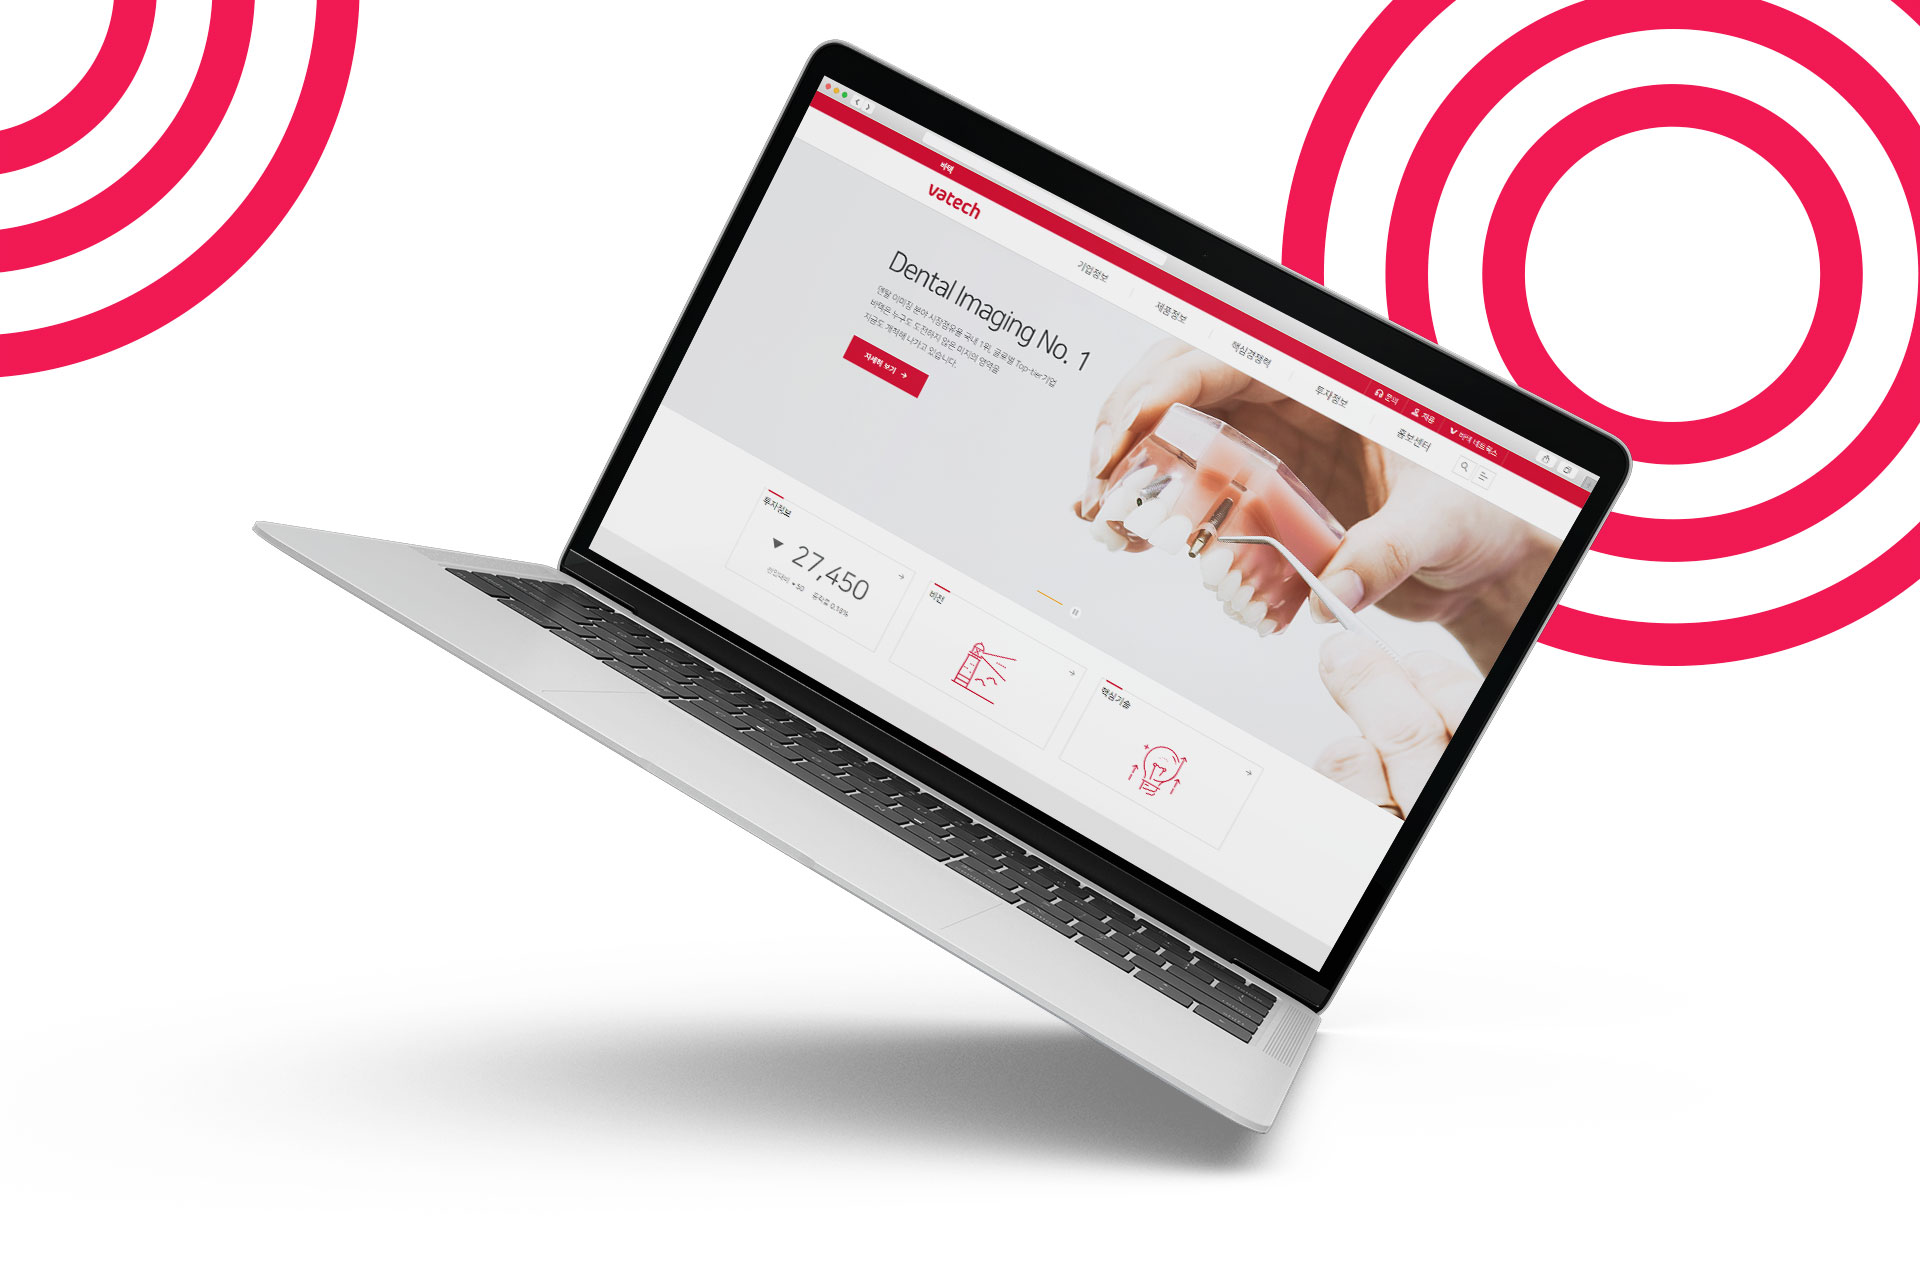 바텍
문의
채용
바텍 네트웍스
vatech
기업정보
제품정보
핵심경쟁력
투자정보
홍보센터
Dental Imaging No. 1
덴탈 이미징 분야 시장점유율 국내 1위, 글로벌 Top-tier 기업
바텍은 누구도 도전하지 않은 미지의 영역을
지금도 개척해 나가고 있습니다.
자세히 보기
투자정보
27,450
전일대비 50 등락률 0.18%
비전
핵심기술